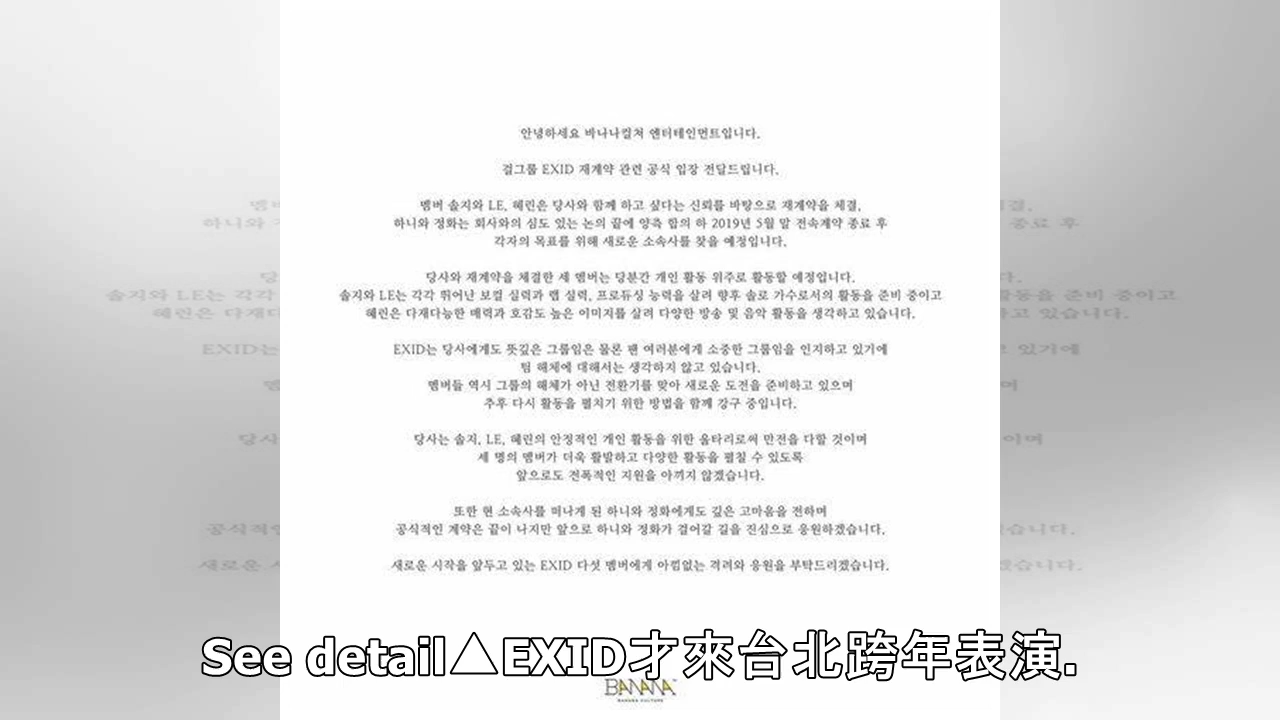 안녕하세요 바나나컬쳐 엔터테인먼트입니다.
걸그룹 EXID 재계약 관련 공식 입장 전달드립니다.
멤버 솔지와 LE, 혜린은 당사와 함께 하고 싶다는 신뢰를 바탕으로 재계약을 체결,
하니와 정화는 회사와의 심도 있는 논의 끝에 양측 합의 하 2019년 5월 말 전속계약 종료 후
각자의 목표를 위해 새로운 소속사를 찾을 예정입니다.
당사와 재계약을 체결한 세 멤버는 당분간 개인 활동 위주로 활동할 예정입니다.
솔지와 LE는 각각 뛰어난 보컬 실력과 랩 실력, 프로듀싱 능력을 살려 향후 솔로 가수로서의 활동을 준비 중이고
혜린은 다재다능한 매력과 호감도 높은 이미지를 살려 다양한 방송 및 음악 활동을 생각하고 있습니다.
EXID는 당사에게도 뜻깊은 그룹임은 물론 팬 여러분에게 소중한 그룹임을 인지하고 있기에
팀 해체에 대해서는 생각하지 않고 있습니다.
멤버들 역시 그룹의 해체가 아닌 전환기를 맞아 새로운 도전을 준비하고 있으며
추후 다시 활동을 펼치기 위한 방법을 함께 강구 중입니다.
당사는 솔지, LE, 혜린의 안정적인 개인 활동을 위한 울타리로써 만전을 다할 것이며
세 명의 멤버가 더욱 활발하고 다양한 활동을 펼칠 수 있도록
앞으로도 전폭적인 지원을 아끼지 않겠습니다.
또한 현 소속사를 떠나게 된 하니와 정화에게도 깊은 고마움을 전하며
공식적인 계약은 끝이 나지만 앞으로 하니와 정화가 걸어갈 길을 진심으로 응원하겠습니다.
새로운 시작을 앞두고 있는 EXID 다섯 멤버에게 아낌없는 격려와 응원을 부탁드리겠습니다.
See detail△EXID才來台北跨年表演.
BANANA
BANANA CULTURE